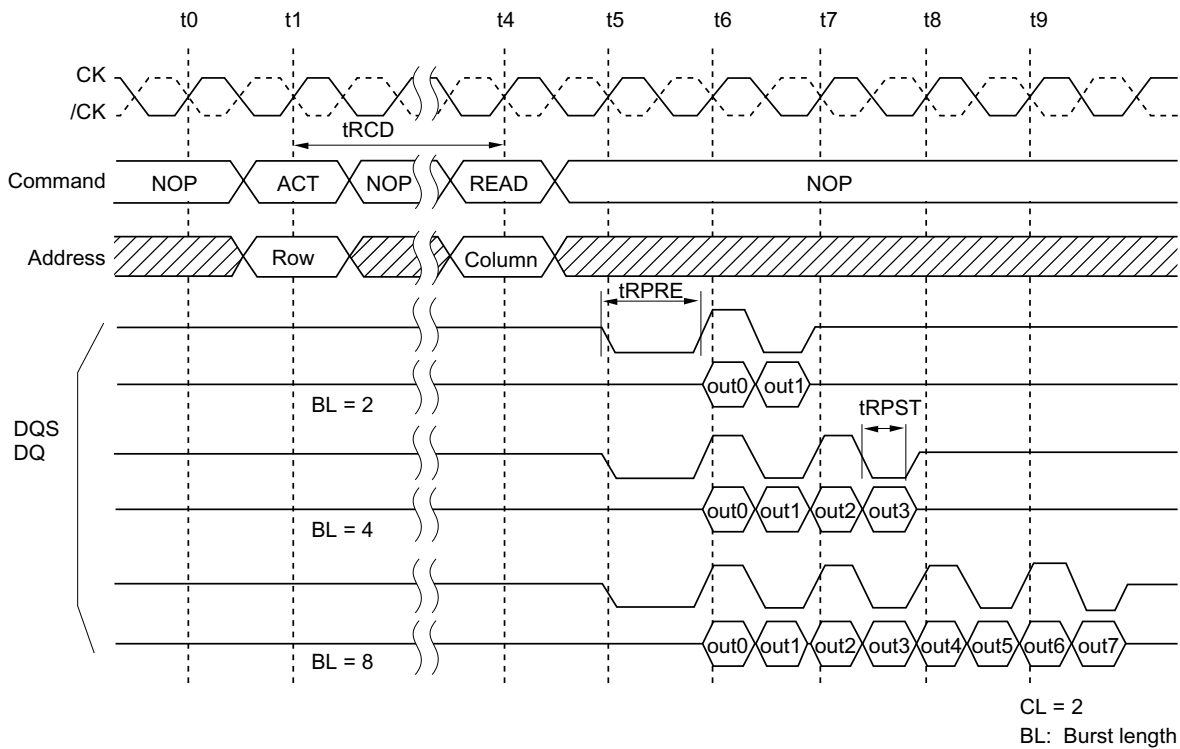 t0 t1 t4 t5 t6 t7 t8 t9
CK
/CK
tRCD
Command NOP ACT NOP READ NOP
Address Row Column
tRPRE
out0 out1
BL = 2
tRPST
DQS
DQ
out0 out1 out2 out3
BL = 4
out0 out1 out2 out3 out4 out5 out6 out7
BL = 8
CL = 2
BL: Burst length